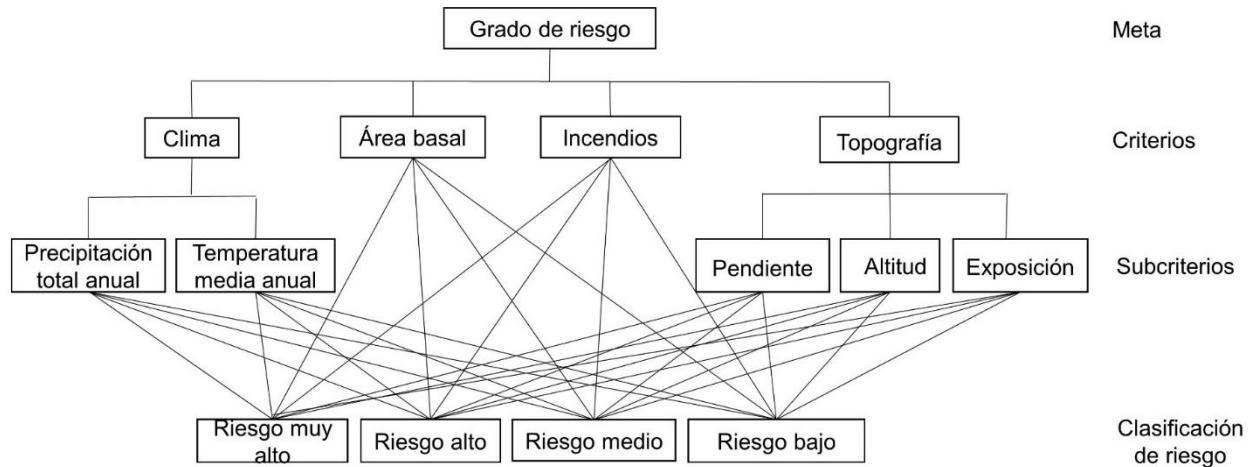 Grado de riesgo
Meta
Clima
Área basal
Incendios
Topografía
Criterios
Precipitación
total anual
Temperatura
media anual
Pendiente
Altitud
Exposición
Subcriterios
Riesgo muy
alto
Riesgo alto
Riesgo medio
Riesgo bajo
Clasificación
de riesgo